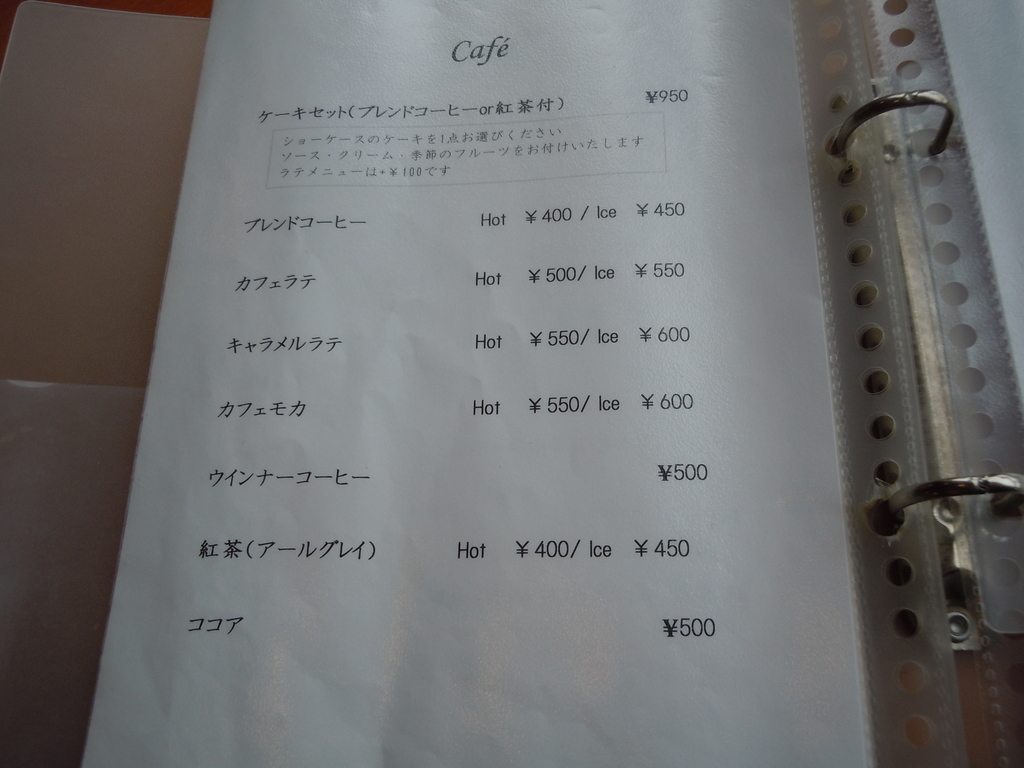 Café
ケーキセット(ブレンドコーヒーor紅茶付) ¥950
ショーケースのケーキを1点お選びください
ソース・クリーム・季節のフルーツをお付けいたします
ラテメニューは+¥100です
ブレンドコーヒー Hot ¥400 / Ice ¥450
カフェラテ Hot ¥500/ Ice ¥550
キャラメルラテ Hot ¥550/ Ice ¥600
カフェモカ Hot ¥550/ Ice ¥600
ウインナーコーヒー ¥500
紅茶(アールグレイ) Hot ¥400/ Ice ¥450
ココア ¥500